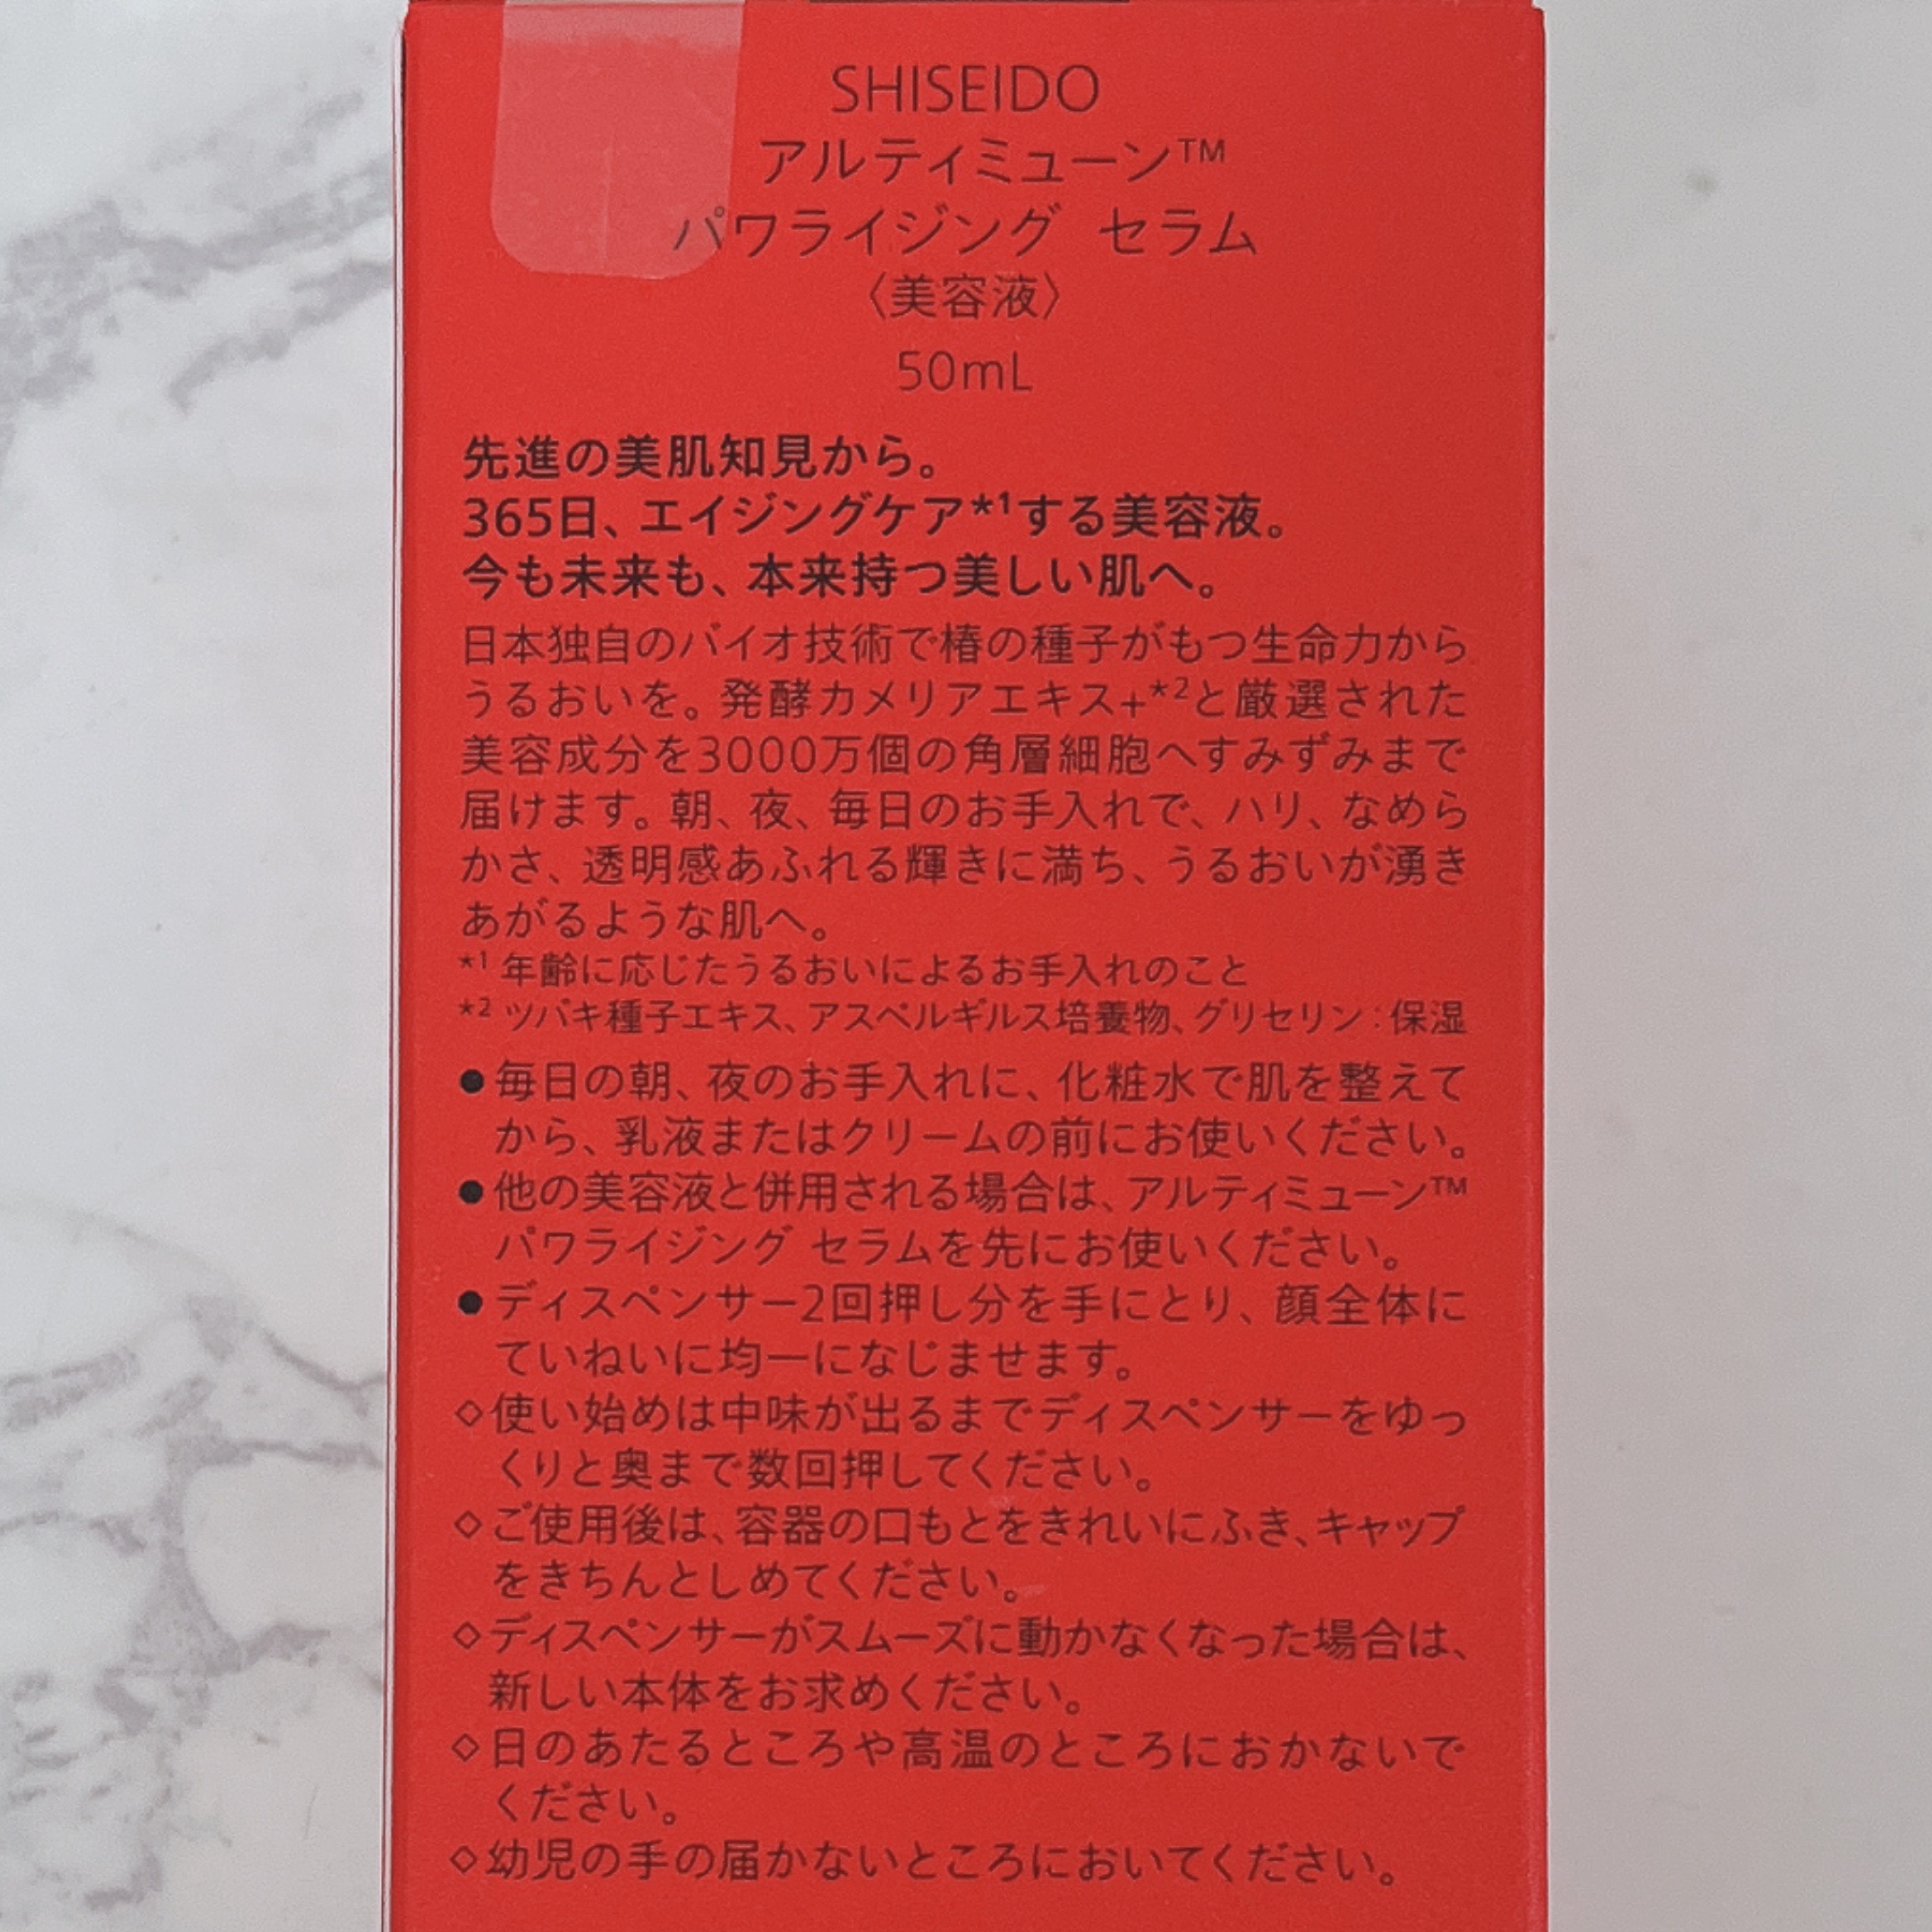 SHISEIDO
アルティミューン™
パワライジング セラム
〈美容液〉
50mL
先進の美肌知見から。
365日、エイジングケア*¹する美容液。
今も未来も、本来持つ美しい肌へ。
日本独自のバイオ技術で椿の種子がもつ生命力から
うるおいを。発酵カメリアエキス+*²と厳選された
美容成分を3000万個の角層細胞へすみずみまで
届けます。朝、夜、毎日のお手入れで、ハリ、なめら
かさ、透明感あふれる輝きに満ち、うるおいが湧き
あがるような肌へ。
*¹ 年齢に応じたうるおいによるお手入れのこと
*² ツバキ種子エキス、アスペルギルス培養物、グリセリン：保湿
●毎日の朝、夜のお手入れに、化粧水で肌を整えて
から、乳液またはクリームの前にお使いください。
●他の美容液と併用される場合は、アルティミューン™
パワライジング セラムを先にお使いください。
●ディスペンサー2回押し分を手にとり、顔全体に
ていねいに均一になじませます。
◇使い始めは中味が出るまでディスペンサーをゆっ
くりと奥まで数回押してください。
◇ご使用後は、容器の口もとをきれいにふき、キャップ
をきちんとしめてください。
◇ディスペンサーがスムーズに動かなくなった場合は、
新しい本体をお求めください。
◇日のあたるところや高温のところにおかないで
ください。
◇幼児の手の届かないところにおいてください。